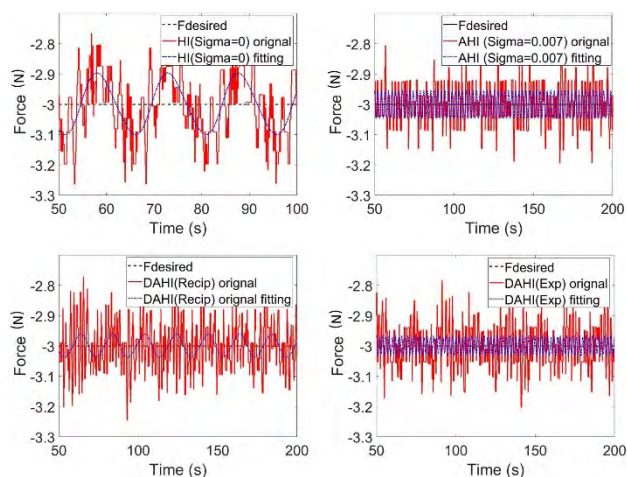 Fdesired
HI(Sigma=0) orignal
HI(Sigma=0) fitting
-2.8
-2.9
-3
-3.1
-3.2
-3.3
Force (N)
50 60 70 80 90 100
Time (s)
Fdesired
AHI (Sigma=0.007) orignal
AHI (Sigma=0.007) fitting
-2.8
-2.9
-3
-3.1
-3.2
-3.3
Force (N)
50 100 150 200
Time (s)
Fdesired
DAHI(Recip) orignal
DAHI(Recip) orignal fitting
-2.8
-2.9
-3
-3.1
-3.2
-3.3
Force (N)
50 100 150 200
Time (s)
Fdesired
DAHI(Exp) orignal
DAHI(Exp) fitting
-2.8
-2.9
-3
-3.1
-3.2
-3.3
Force (N)
50 100 150 200
Time (s)